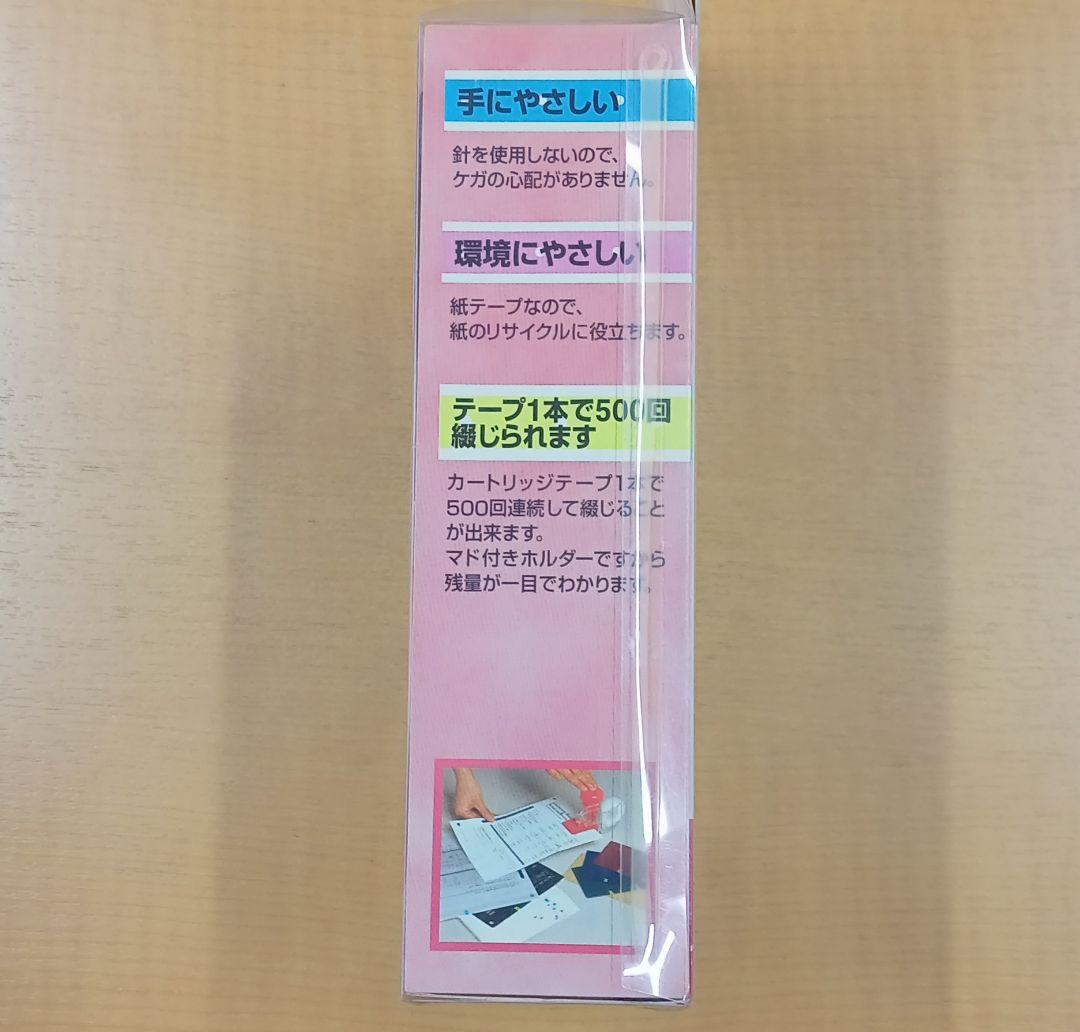 手にやさしい
針を使用しないので、
ケガの心配がありません。
環境にやさしい
紙テープなので、
紙のリサイクルに役立ちます。
テープ1本で500回
綴じられます
カートリッジテープ1本で
500回連続して綴じること
が出来ます。
マド付きホルダーですから
残量が一目でわかります。